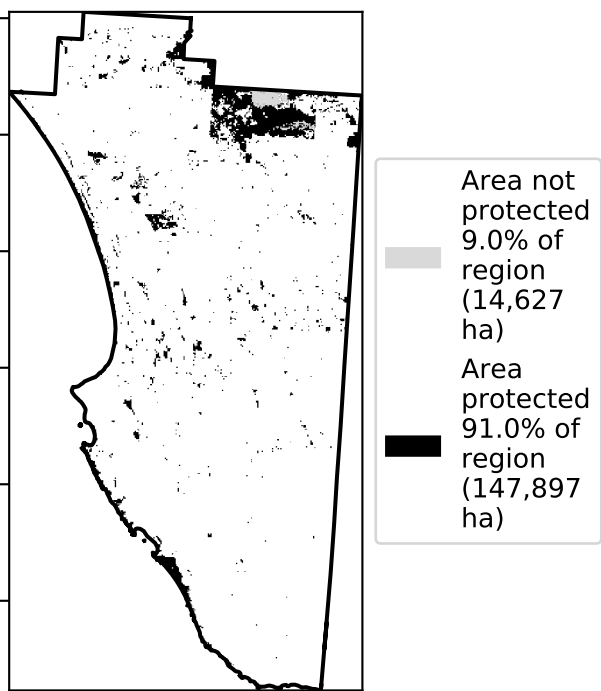 Area not
protected
9.0% of
region
(14,627
ha)
Area
protected
91.0% of
region
(147,897
ha)